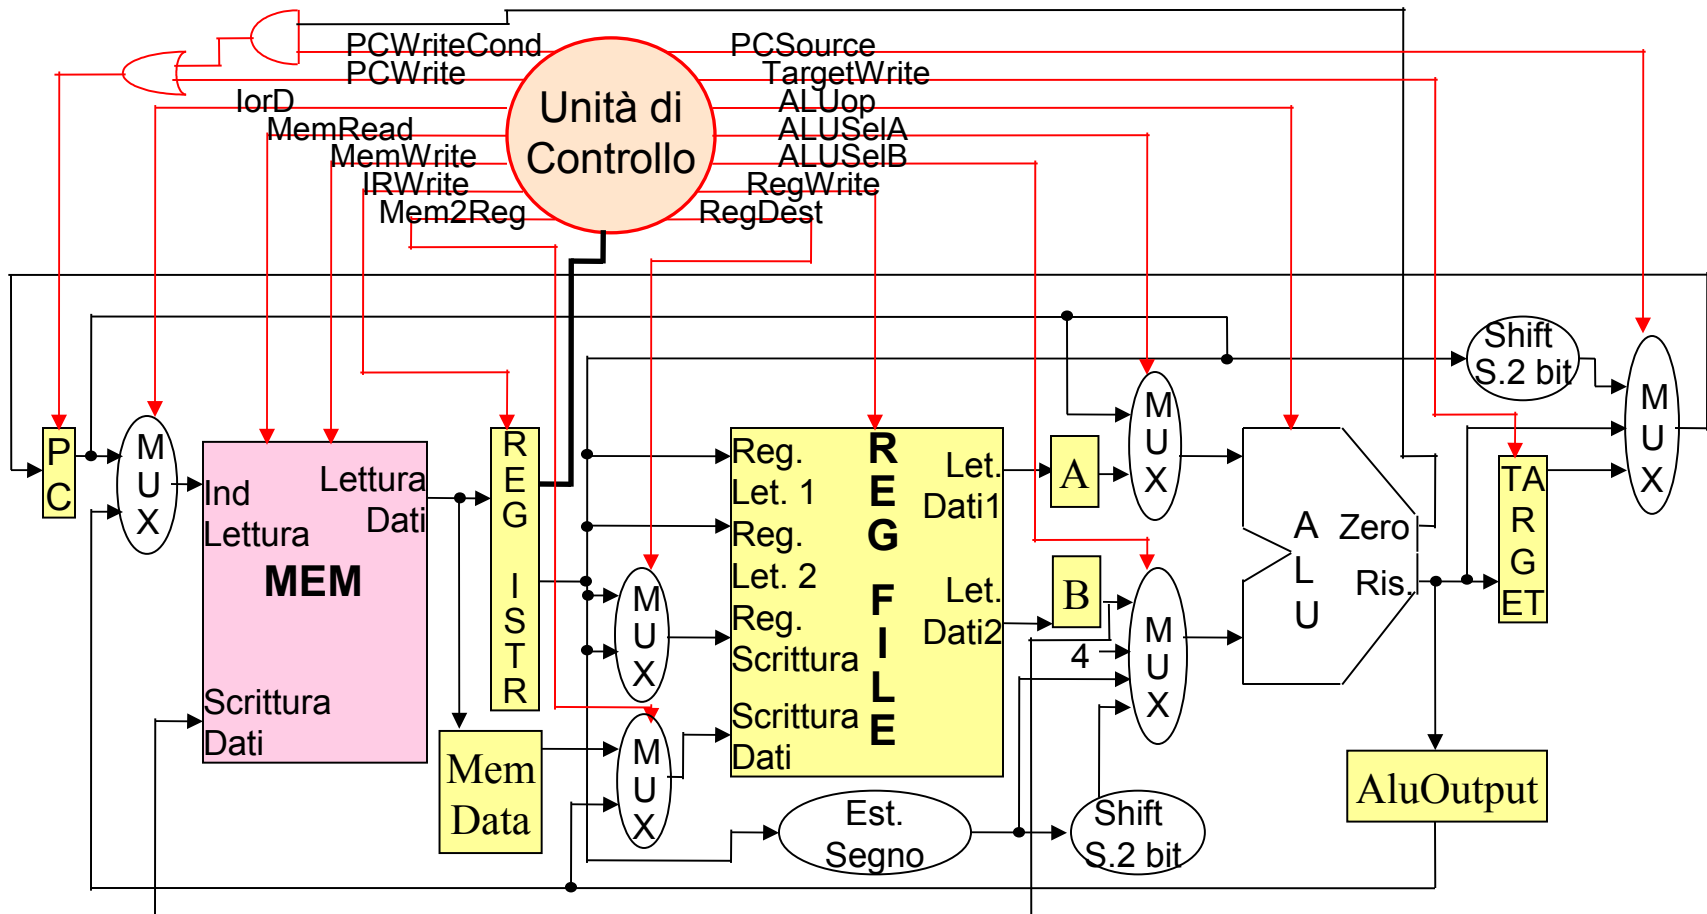 PCWriteCond
PCWrite
IorD
MemRead
MemWrite
IRWrite
Mem2Reg
Unità di
Controllo
PCSource
TargetWrite
ALUop
ALUSelA
ALUSelB
RegWrite
RegDest
P
C
M
U
X
Ind
Lettura
Lettura
Dati
MEM
Scrittura
Dati
R
E
G
I
S
T
R
Mem
Data
M
U
X
M
U
X
Reg.
Let. 1
Reg.
Let. 2
Reg.
Scrittura
Scrittura
Dati
R
E
G
F
I
L
E
Let.
Dati1
Let.
Dati2
A
B
4
M
U
X
M
U
X
Est.
Segno
Shift
S.2 bit
A
L
U
Zero
Ris.
AluOutput
Shift
S.2 bit
TA
R
G
ET
M
U
X